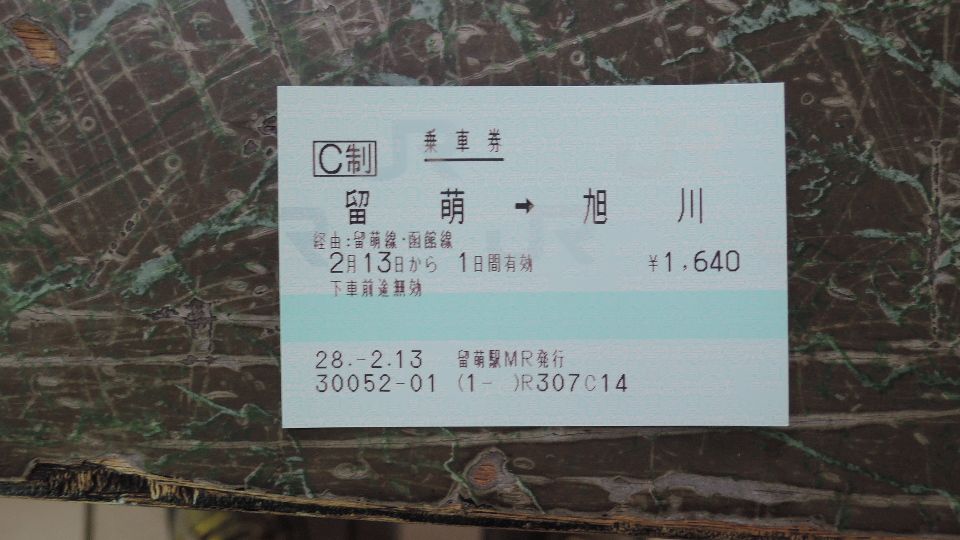 乗車券
C制
留萌 → 旭川
経由:留萌線・函館線
2月13日から 1日間有効 ¥1,640
下車前途無効
28.-2.13 留萌駅MR発行
30052-01 (1- )R307C14